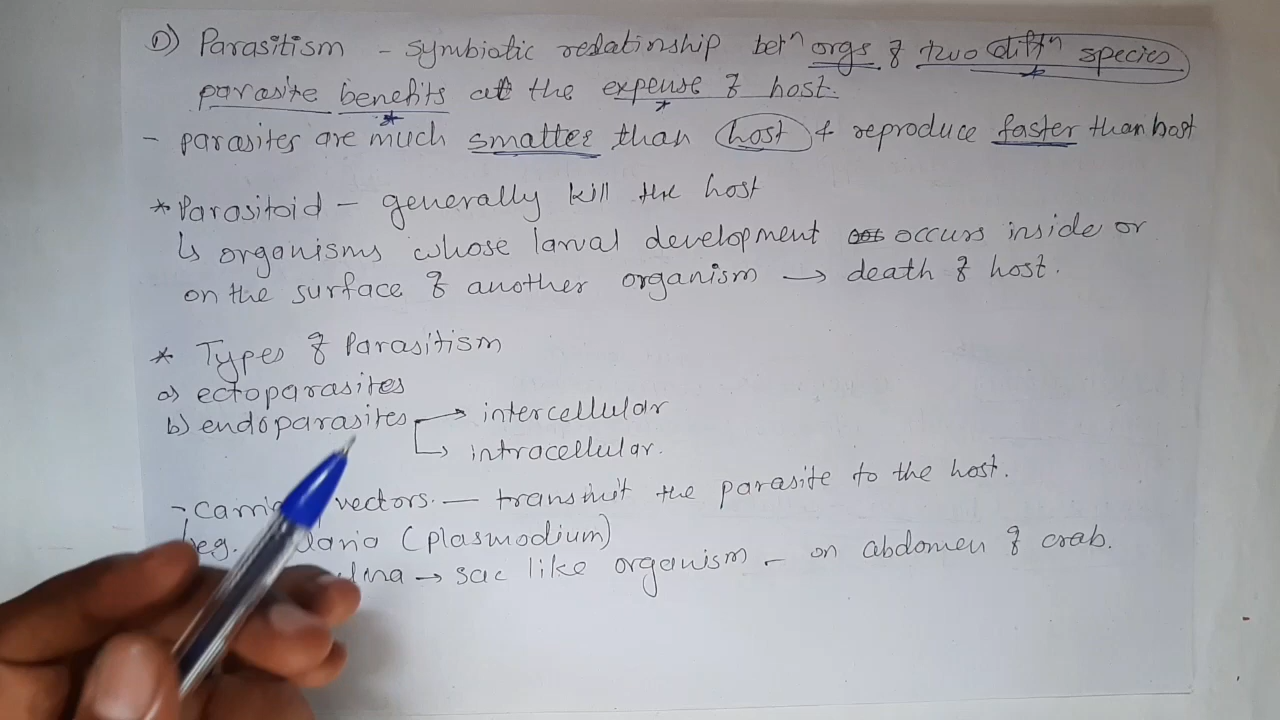 1) Parasitism - symbiotic relatinship betⁿ orgs of two diffⁿ species
parasite benefits at the expense of host.
- parasites are much smatter than host + reproduce faster than host
* Parasitoid - generally kill the host
↳ organisms whose larval development occurs inside or
on the surface of another organism → death of host.
* Types of Parasitism
a) ectoparasites
b) endoparasites → intercellular
↳ intracellular.
- vectors. — transmit the parasite to the host.
eg. (plasmodium)
→ sac like organism - on abdomen of crab.